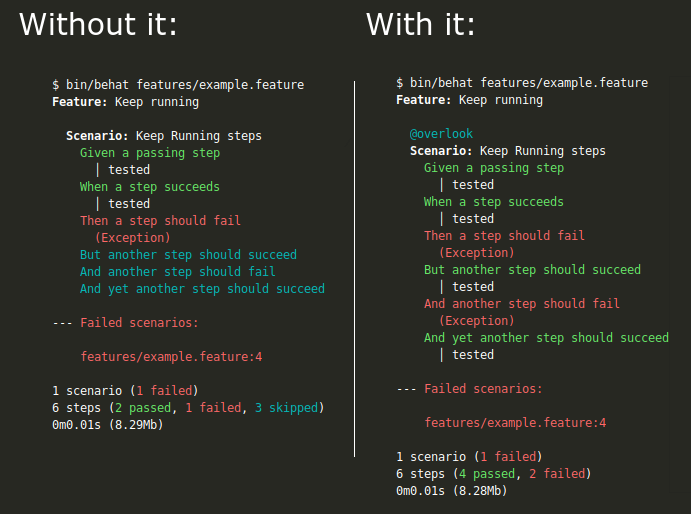 Without it:
$ bin/behat features/example.feature
Feature: Keep running
Scenario: Keep Running steps
Given a passing step
│ tested
When a step succeeds
│ tested
Then a step should fail
(Exception)
But another step should succeed
And another step should fail
And yet another step should succeed
--- Failed scenarios:
features/example.feature:4
1 scenario (1 failed)
6 steps (2 passed, 1 failed, 3 skipped)
0m0.01s (8.29Mb)
With it:
$ bin/behat features/example.feature
Feature: Keep running
@overlook
Scenario: Keep Running steps
Given a passing step
│ tested
When a step succeeds
│ tested
Then a step should fail
(Exception)
But another step should succeed
│ tested
And another step should fail
(Exception)
And yet another step should succeed
│ tested
--- Failed scenarios:
features/example.feature:4
1 scenario (1 failed)
6 steps (4 passed, 2 failed)
0m0.01s (8.28Mb)